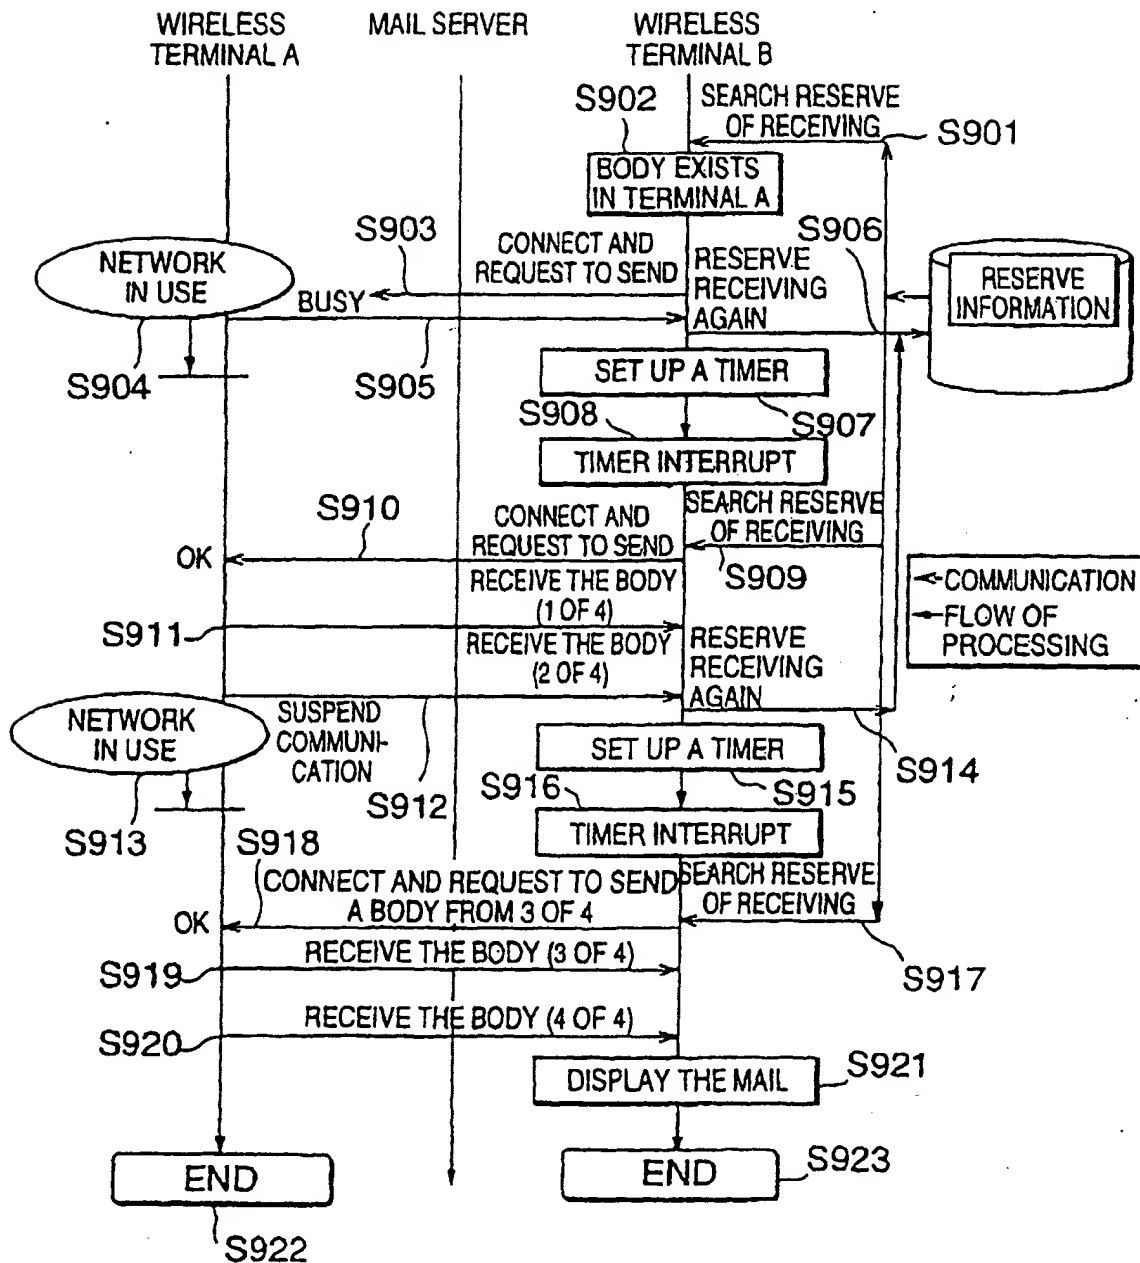 WIRELESS
TERMINAL A
MAIL SERVER
WIRELESS
TERMINAL B
S902
SEARCH RESERVE
OF RECEIVING
S901
BODY EXISTS
IN TERMINAL A
S903
CONNECT AND
REQUEST TO SEND
S906
NETWORK
IN USE
RESERVE
RECEIVING
AGAIN
RESERVE
INFORMATION
BUSY
S904
S905
SET UP A TIMER
S907
S908
TIMER INTERRUPT
S910
CONNECT AND
REQUEST TO SEND
SEARCH RESERVE
OF RECEIVING
OK
S909
RECEIVE THE BODY
(1 OF 4)
COMMUNICATION
FLOW OF
PROCESSING
S911
RECEIVE THE BODY
(2 OF 4)
RESERVE
RECEIVING
AGAIN
NETWORK
IN USE
SUSPEND
COMMUNI-
CATION
S912
SET UP A TIMER
S914
S915
S916
S913
TIMER INTERRUPT
S918
CONNECT AND REQUEST TO SEND
A BODY FROM 3 OF 4
SEARCH RESERVE
OF RECEIVING
OK
S917
RECEIVE THE BODY (3 OF 4)
S919
RECEIVE THE BODY (4 OF 4)
S920
DISPLAY THE MAIL
S921
END
END
S923
S922